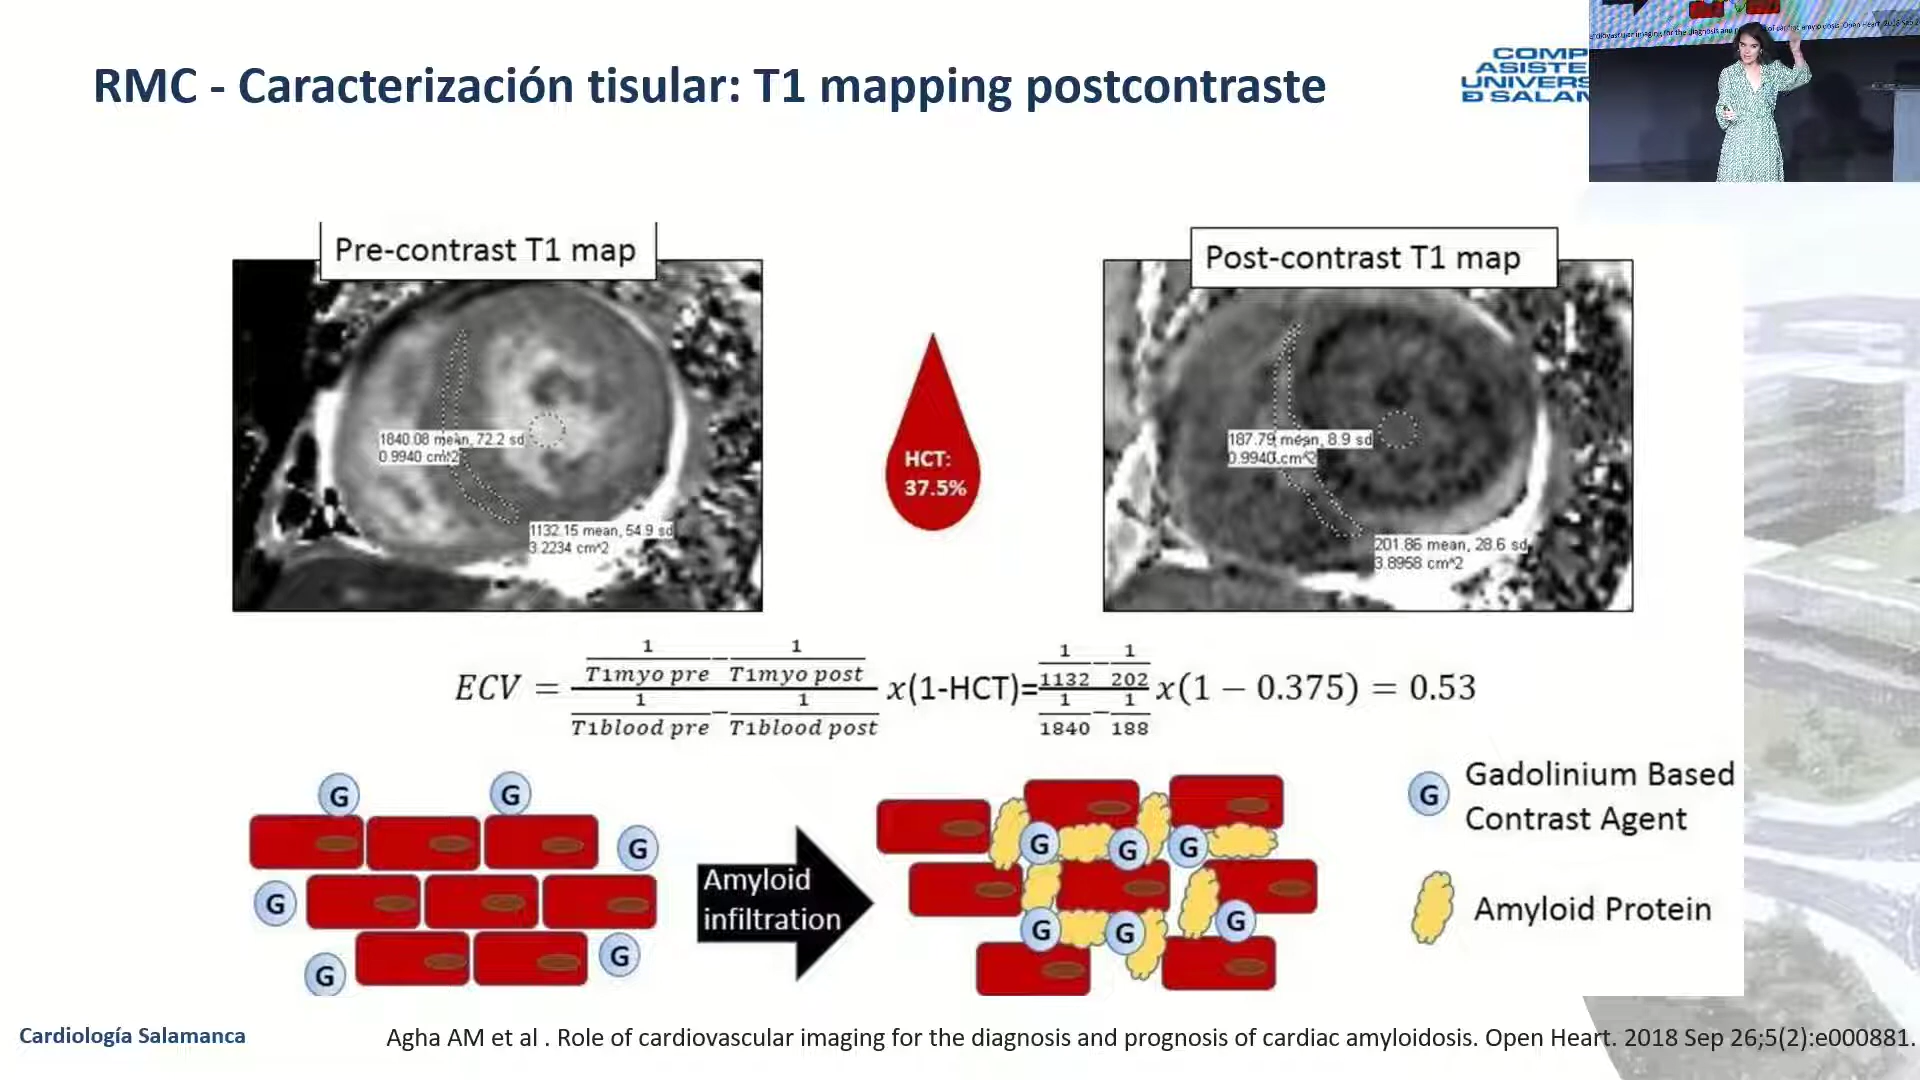 RMC - Caracterización tisular: T1 mapping postcontraste
Pre-contrast T1 map
1840.08 mean, 72.2 sd
0.9940 cm^2
1132.15 mean, 54.9 sd
3.2234 cm^2
HCT:
37.5%
Post-contrast T1 map
187.79 mean, 8.9 sd
0.9940 cm^2
201.86 mean, 28.6 sd
3.8958 cm^2
ECV = (1/T1myo pre - 1/T1myo post) / (1/T1blood pre - 1/T1blood post) x(1-HCT)= (1/1132 - 1/202) / (1/1840 - 1/188) x(1 − 0.375) = 0.53
G
G
G
G
G
G
Amyloid
infiltration
G
G
G
G
G
G
G
Gadolinium Based
Contrast Agent
Amyloid Protein
Cardiología Salamanca
Agha AM et al . Role of cardiovascular imaging for the diagnosis and prognosis of cardiac amyloidosis. Open Heart. 2018 Sep 26;5(2):e000881.